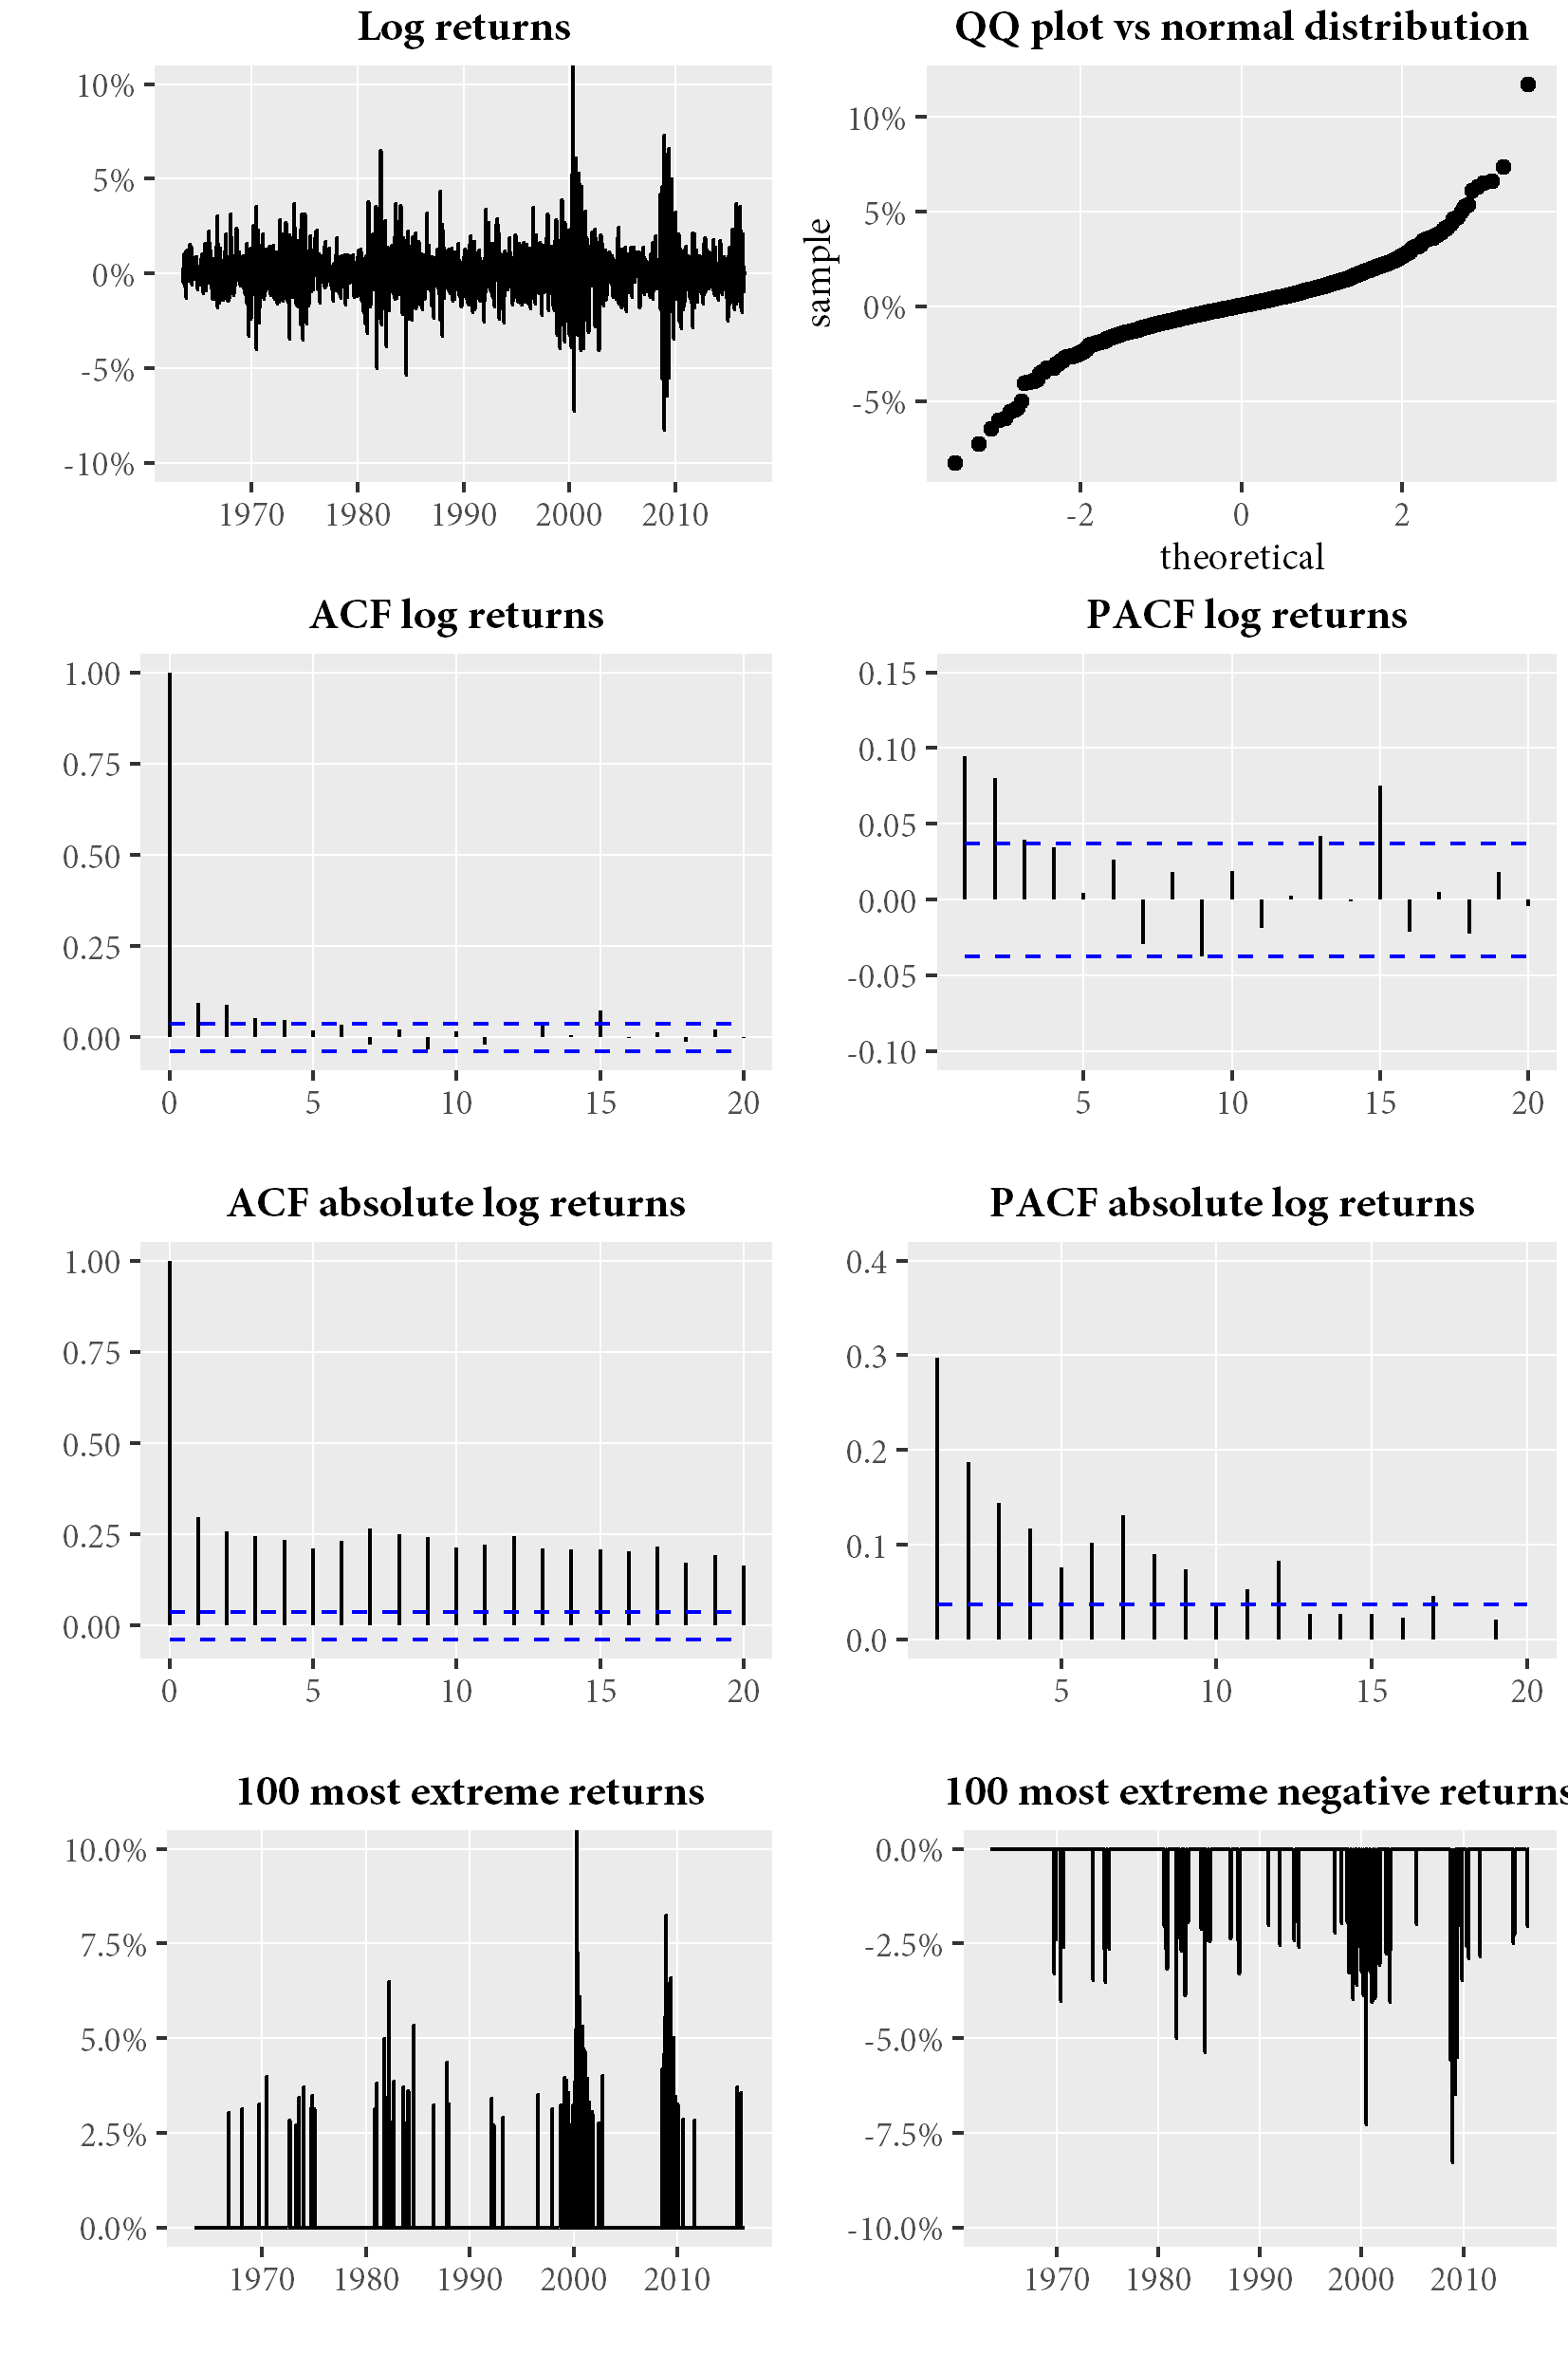 Log returns
10%
5%
0%
-5%
-10%
1970 1980 1990 2000 2010
QQ plot vs normal distribution
sample
10%
5%
0%
-5%
-2 0 2
theoretical
ACF log returns
1.00
0.75
0.50
0.25
0.00
0 5 10 15 20
PACF log returns
0.15
0.10
0.05
0.00
-0.05
-0.10
5 10 15 20
ACF absolute log returns
1.00
0.75
0.50
0.25
0.00
0 5 10 15 20
PACF absolute log returns
0.4
0.3
0.2
0.1
0.0
5 10 15 20
100 most extreme returns
10.0%
7.5%
5.0%
2.5%
0.0%
1970 1980 1990 2000 2010
100 most extreme negative returns
0.0%
-2.5%
-5.0%
-7.5%
-10.0%
1970 1980 1990 2000 2010